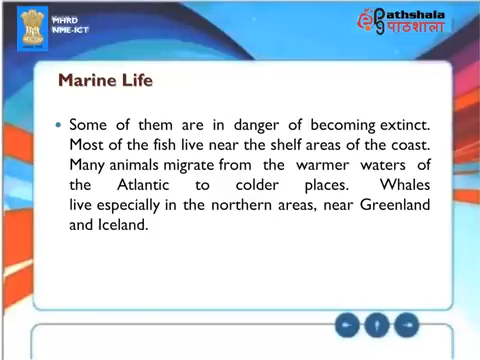 MHRD
NME-ICT
Pathshala
पाठशाला
Marine Life
• Some of them are in danger of becoming extinct.
Most of the fish live near the shelf areas of the coast.
Many animals migrate from the warmer waters of
the Atlantic to colder places. Whales
live especially in the northern areas, near Greenland
and Iceland.